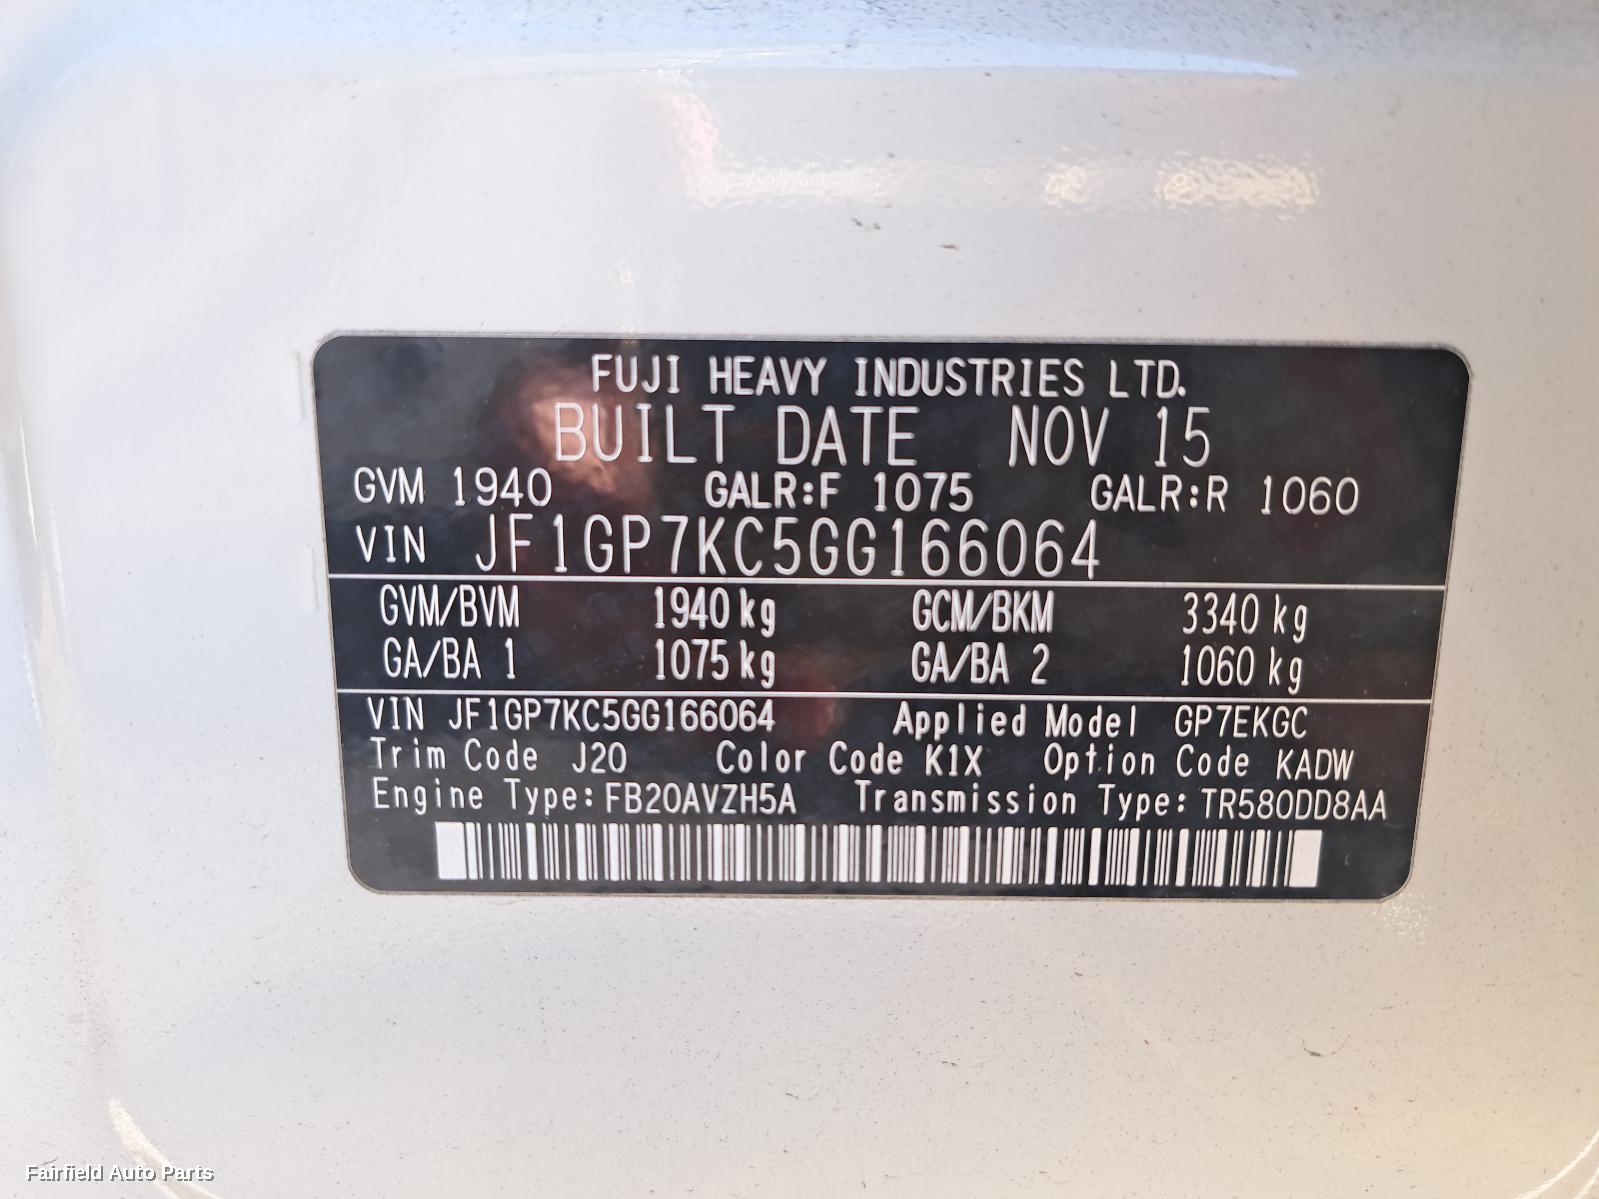 FUJI HEAVY INDUSTRIES LTD.
BUILT DATE NOV 15
GVM 1940 GALR:F 1075 GALR:R 1060
VIN JF1GP7KC5GG166064
GVM/BVM 1940 kg GCM/BKM 3340 kg
GA/BA 1 1075 kg GA/BA 2 1060 kg
VIN JF1GP7KC5GG166064 Applied Model GP7EKGC
Trim Code J20 Color Code K1X Option Code KADW
Engine Type: FB20AVZH5A Transmission Type: TR580DD8AA
Fairfield Auto Parts